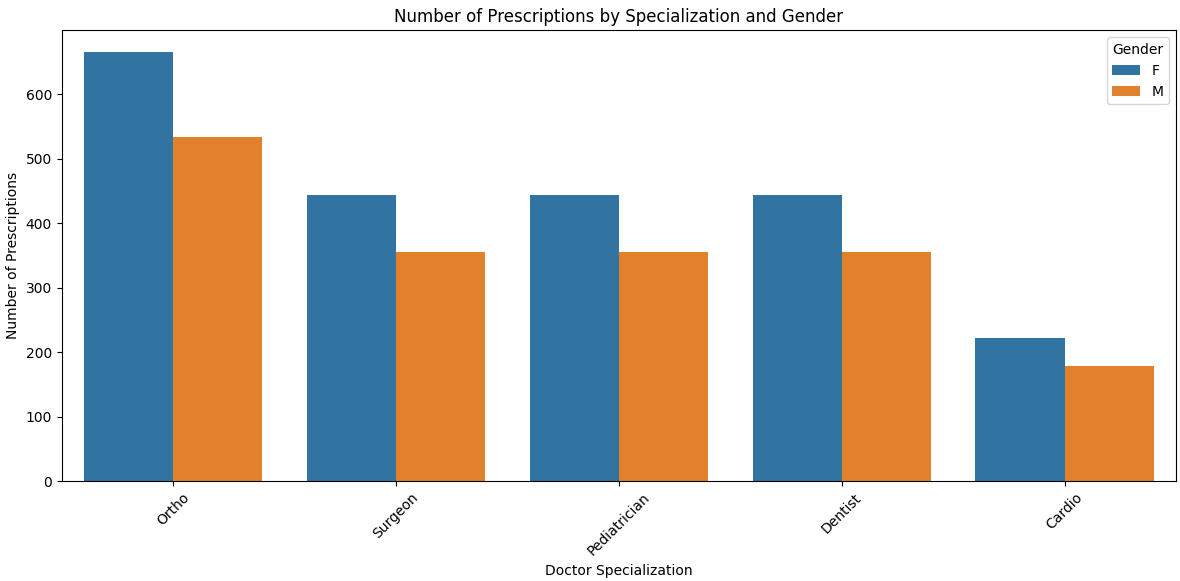 Number of Prescriptions by Specialization and Gender
Gender
F
M
Number of Prescriptions
600
500
400
300
200
100
0
Ortho
Surgeon
Pediatrician
Dentist
Cardio
Doctor Specialization